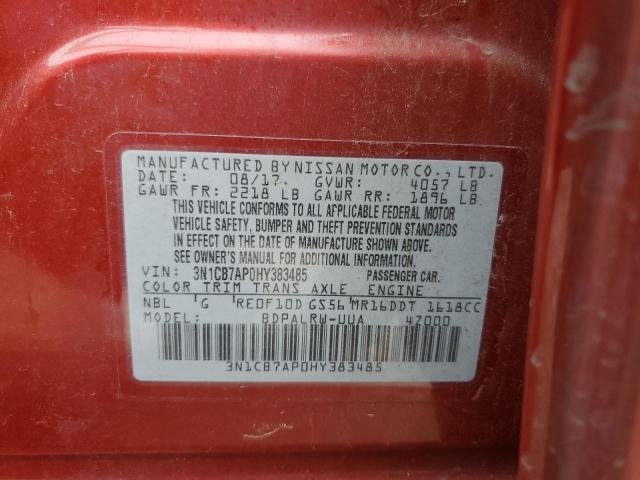 MANUFACTURED BY NISSAN MOTOR CO., LTD.
DATE: 08/17 GVWR: 4057 LB
GAWR FR: 2218 LB GAWR RR: 1896 LB
THIS VEHICLE CONFORMS TO ALL APPLICABLE FEDERAL MOTOR
VEHICLE SAFETY, BUMPER AND THEFT PREVENTION STANDARDS
IN EFFECT ON THE DATE OF MANUFACTURE SHOWN ABOVE.
SEE OWNER'S MANUAL FOR ADDITIONAL INFORMATION.
VIN: 3N1CB7AP0HY383485 PASSENGER CAR.
COLOR TRIM TRANS AXLE ENGINE
NBL G RE0F10D GS56 MR16DDT 1618CC
MODEL: BDPALRW-UUA 4Z000
3N1CB7AP0HY383485